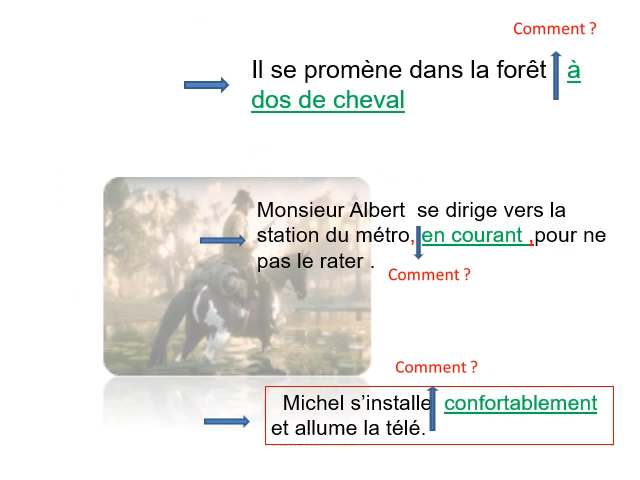 Comment ?
Il se promène dans la forêt à
dos de cheval
Monsieur Albert se dirige vers la
station du métro, en courant ,pour ne
pas le rater .
Comment ?
Comment ?
Michel s’installe confortablement
et allume la télé.